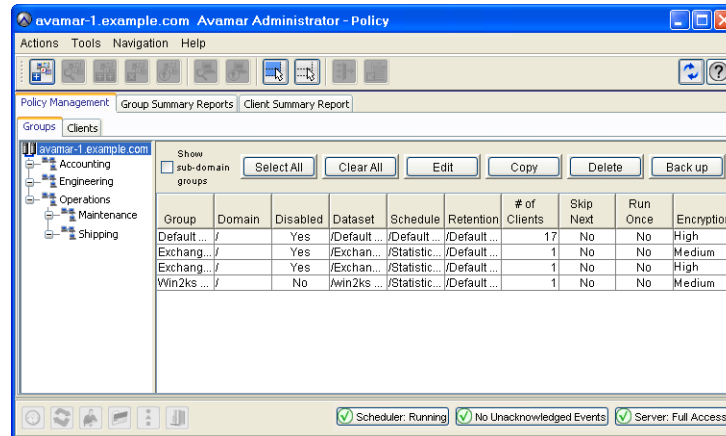 avamar-1.example.com Avamar Administrator - Policy
Actions Tools Navigation Help
Policy Management Group Summary Reports Client Summary Report
Groups Clients
avamar-1.example.com
Accounting
Engineering
Operations
Maintenance
Shipping
Show sub-domain groups
Select All Clear All Edit Copy Delete Back up
Group Domain Disabled Dataset Schedule Retention # of Clients Skip Next Run Once Encryption
Default ... / Yes /Default ... /Default ... /Default ... 17 No No High
Exchang... / Yes /Exchan... /Statistic... /Default ... 1 No No Medium
Exchang... / Yes /Exchan... /Statistic... /Default ... 1 No No High
Win2ks ... / No /win2ks ... /Statistic... /Default ... 1 No No Medium
Scheduler: Running No Unacknowledged Events Server: Full Access